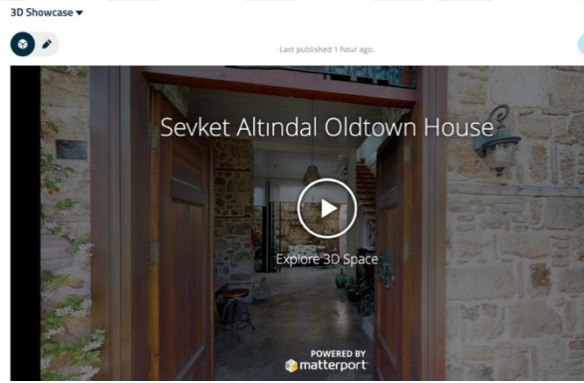 3D Showcase
Last published 1 hour ago.
Sevket Altındal Oldtown House
Explore 3D Space
POWERED BY
matterport